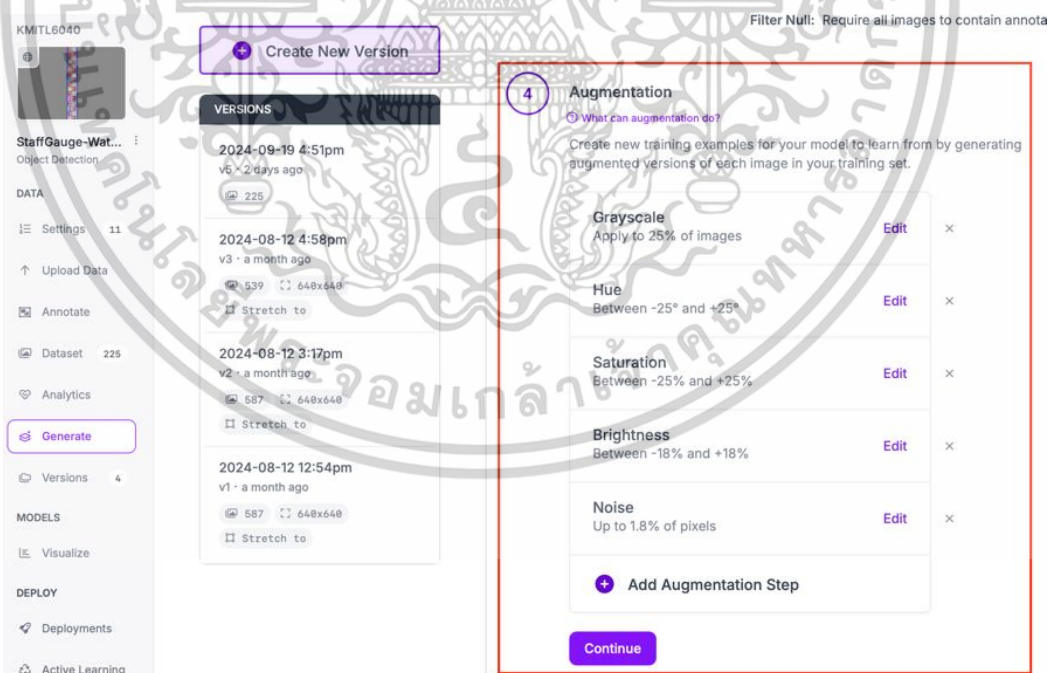 KMITL6040
StaffGauge-Wat...
Object Detection
DATA
Settings 11
Upload Data
Annotate
Dataset 225
Analytics
Generate
Versions 4
MODELS
Visualize
DEPLOY
Deployments
Active Learning
Create New Version
VERSIONS
2024-09-19 4:51pm
v5 · 2 days ago
225
2024-08-12 4:58pm
v3 · a month ago
539 640x640
Stretch to
2024-08-12 3:17pm
v2 · a month ago
587 640x640
Stretch to
2024-08-12 12:54pm
v1 · a month ago
587 640x640
Stretch to
Filter Null: Require all images to contain annota
4
Augmentation
What can augmentation do?
Create new training examples for your model to learn from by generating
augmented versions of each image in your training set.
Grayscale Edit ×
Apply to 25% of images
Hue Edit ×
Between -25° and +25°
Saturation Edit ×
Between -25% and +25%
Brightness Edit ×
Between -18% and +18%
Noise Edit ×
Up to 1.8% of pixels
Add Augmentation Step
Continue